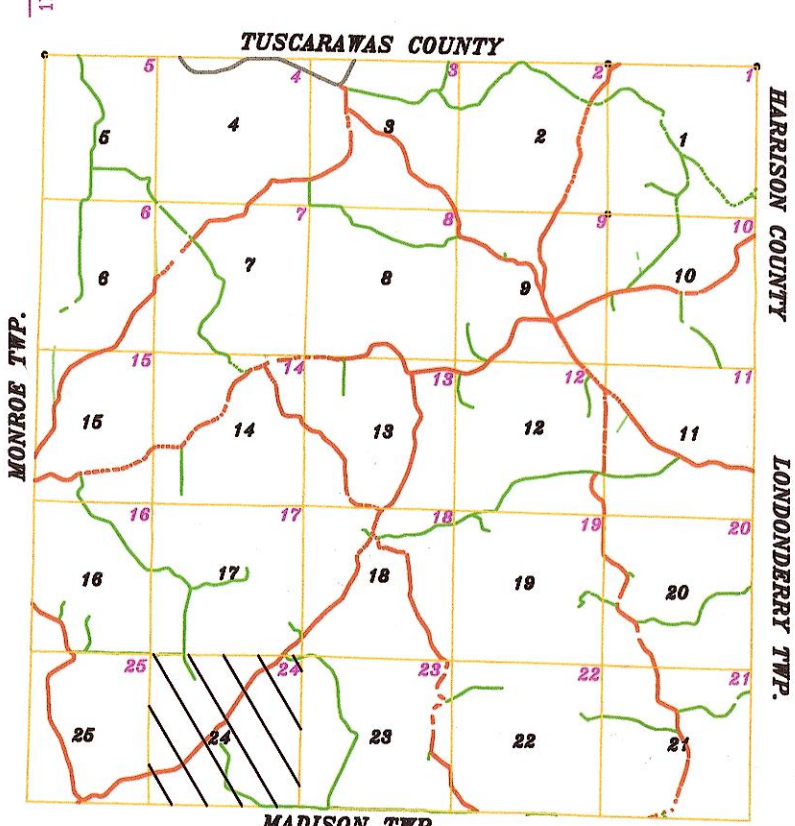 11
TUSCARAWAS COUNTY
5 4 3 2 1
5 4 3 2 1
HARRISON COUNTY
6 7 8 9 10
6 7 8 9 10
MONROE TWP.
15 14 13 12 11
15 14 13 12 11
LONDONDERRY TWP.
16 17 18 19 20
16 17 18 19 20
25 24 23 22 21
25 24 23 22 21
MADISON TWP